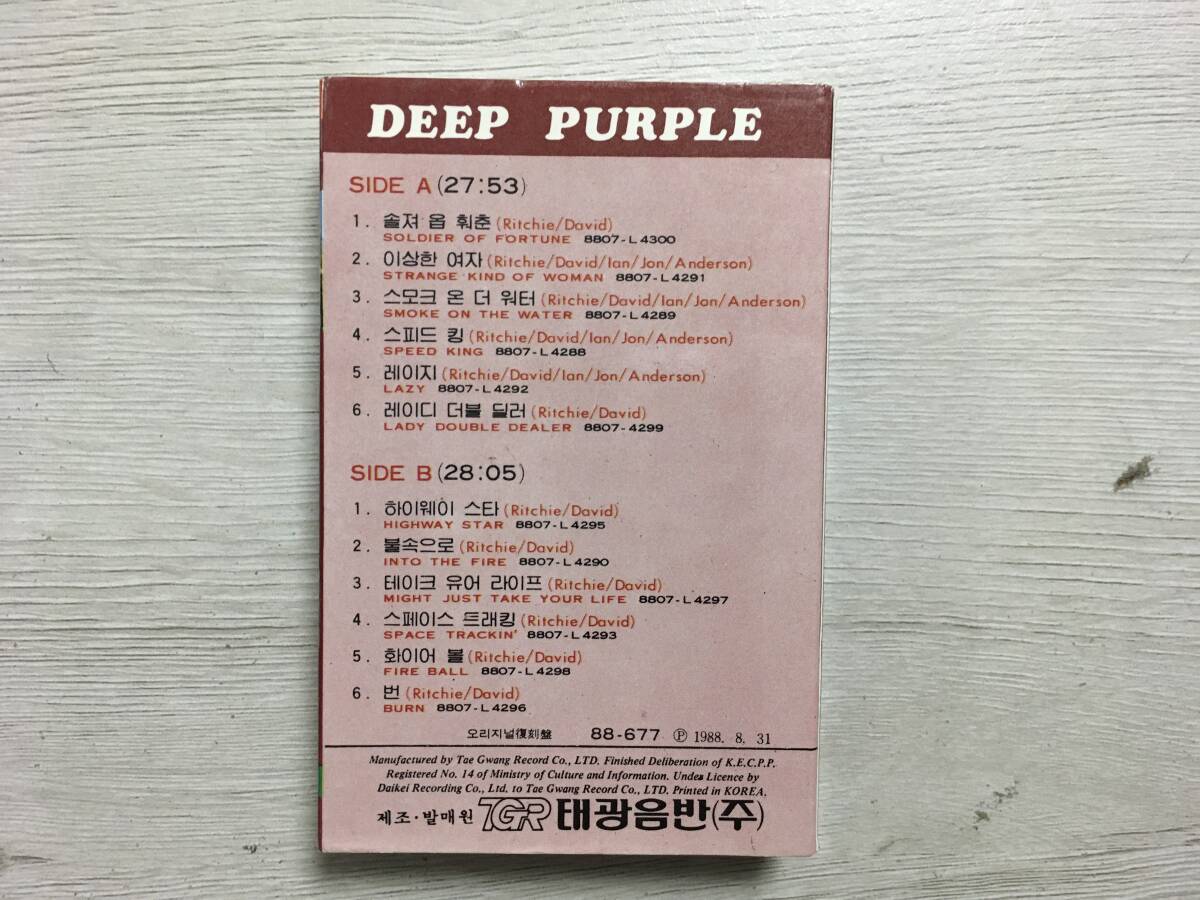 DEEP PURPLE
SIDE A (27:53)
1. 솔져 옵 훠춘 (Ritchie/David)
SOLDIER OF FORTUNE 8807-L4300
2. 이상한 여자 (Ritchie/David/Ian/Jon/Anderson)
STRANGE KIND OF WOMAN 8807-L4291
3. 스모크 온 더 워터 (Ritchie/David/Ian/Jon/Anderson)
SMOKE ON THE WATER 8807-L4289
4. 스피드 킹 (Ritchie/David/Ian/Jon/Anderson)
SPEED KING 8807-L4288
5. 레이지 (Ritchie/David/Ian/Jon/Anderson)
LAZY 8807-L4292
6. 레이디 더블 딜러 (Ritchie/David)
LADY DOUBLE DEALER 8807-4299
SIDE B (28:05)
1. 하이웨이 스타 (Ritchie/David)
HIGHWAY STAR 8807-L4295
2. 불속으로 (Ritchie/David)
INTO THE FIRE 8807-L4290
3. 테이크 유어 라이프 (Ritchie/David)
MIGHT JUST TAKE YOUR LIFE 8807-L4297
4. 스페이스 트래킹 (Ritchie/David)
SPACE TRACKIN' 8807-L4293
5. 화이어 볼 (Ritchie/David)
FIRE BALL 8807-L4298
6. 번 (Ritchie/David)
BURN 8807-L4296
오리지널復刻盤 88-677 Ⓟ 1988. 8. 31
Manufactured by Tae Gwang Record Co., LTD. Finished Deliberation of K.E.C.P.P.
Registered No. 14 of Ministry of Culture and Information. Under Licence by
Daikei Recording Co., Ltd. to Tae Gwang Record Co., LTD. Printed in KOREA.
제조·발매원 TGR 태광음반(주)